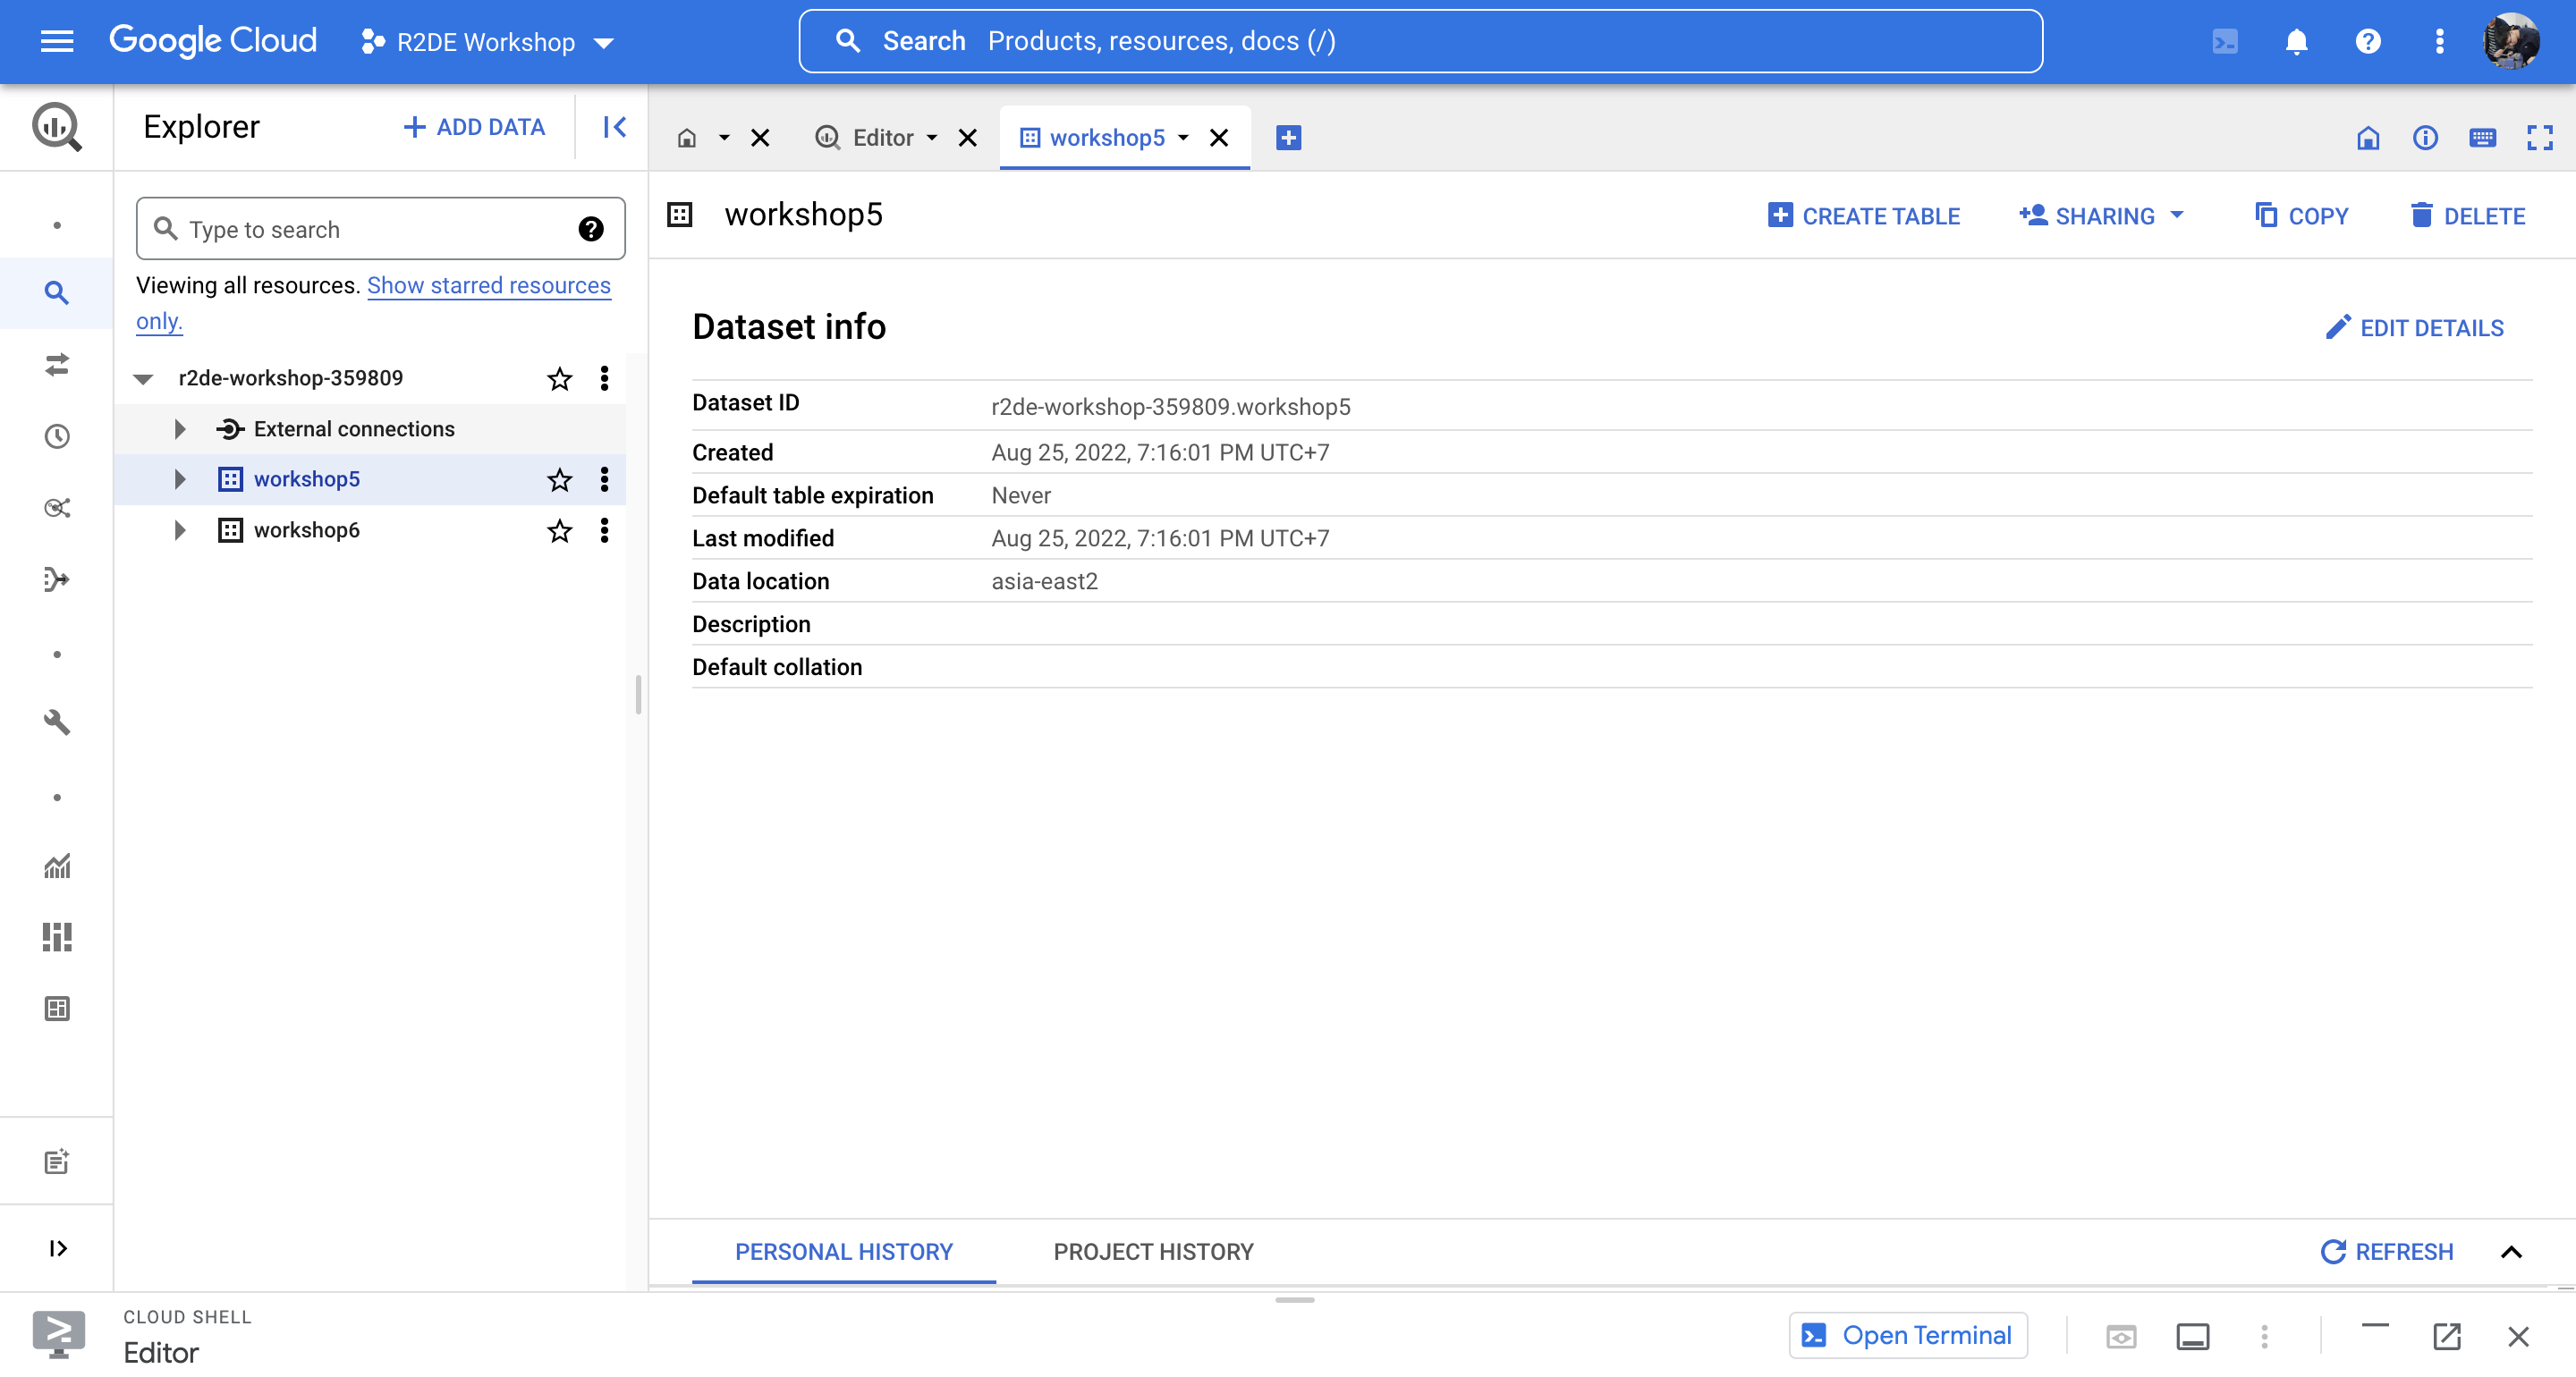 Google Cloud
R2DE Workshop
Search Products, resources, docs (/)
Explorer
ADD DATA
Editor
workshop5
Type to search
Viewing all resources. Show starred resources
only.
r2de-workshop-359809
External connections
workshop5
workshop6
workshop5
CREATE TABLE
SHARING
COPY
DELETE
Dataset info
EDIT DETAILS
Dataset ID r2de-workshop-359809.workshop5
Created Aug 25, 2022, 7:16:01 PM UTC+7
Default table expiration Never
Last modified Aug 25, 2022, 7:16:01 PM UTC+7
Data location asia-east2
Description
Default collation
PERSONAL HISTORY
PROJECT HISTORY
REFRESH
CLOUD SHELL
Editor
Open Terminal